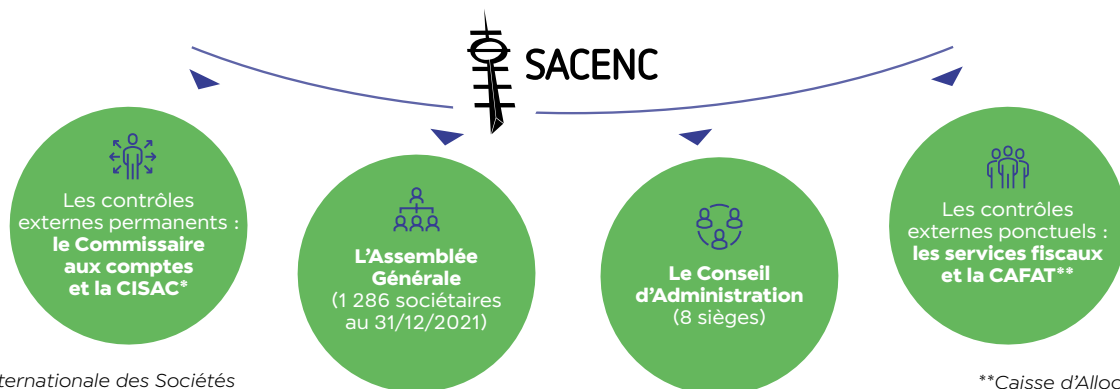 SACENC
Les contrôles
externes permanents :
le Commissaire
aux comptes
et la CISAC*
L'Assemblée
Générale
(1 286 sociétaires
au 31/12/2021)
Le Conseil
d'Administration
(8 sièges)
Les contrôles
externes ponctuels :
les services fiscaux
et la CAFAT**
des Sociétés
**Caisse